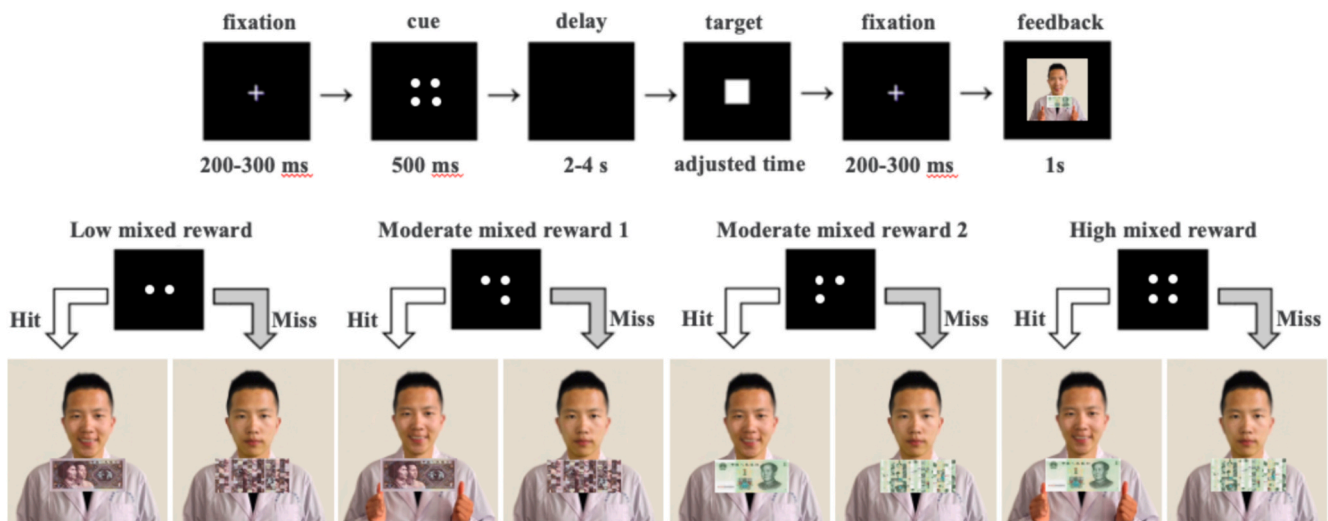 fixation cue delay target fixation feedback
200-300 ms 500 ms 2-4 s adjusted time 200-300 ms 1s
Low mixed reward Moderate mixed reward 1 Moderate mixed reward 2 High mixed reward
Hit Miss Hit Miss Hit Miss Hit Miss